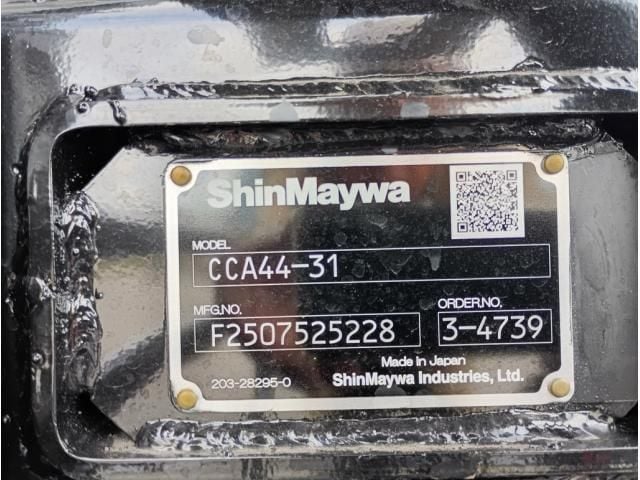 ShinMaywa
MODEL
CCA44-31
MFG.NO. ORDER.NO.
F2507525228 3-4739
Made in Japan
203-28295-0 ShinMaywa Industries, Ltd.